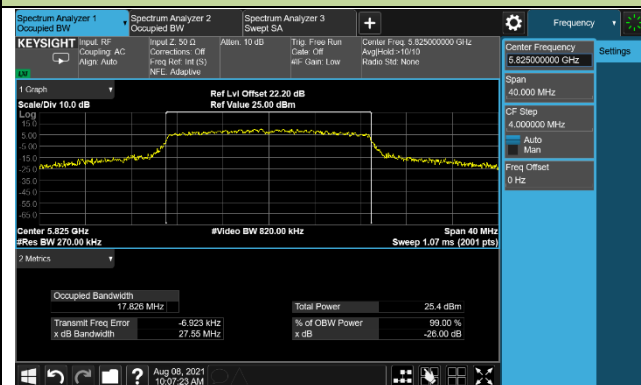 Spectrum Analyzer 1
Occupied BW
Spectrum Analyzer 2
Occupied BW
Spectrum Analyzer 3
Swept SA
Frequency
KEYSIGHT
Input: RF
Coupling: AC
Align: Auto
Input Z: 50 Ω
Corrections: Off
Freq Ref: Int (S)
NFE: Adaptive
Atten: 10 dB
Trig: Free Run
Gate: Off
#IF Gain: Low
Center Freq: 5.825000000 GHz
Avg|Hold:>10/10
Radio Std: None
LXI
Center Frequency
5.825000000 GHz
Settings
Span
40.000 MHz
CF Step
4.000000 MHz
Auto
Man
Freq Offset
0 Hz
1 Graph
Scale/Div 10.0 dB
Ref Lvl Offset 22.20 dB
Ref Value 25.00 dBm
Log
15.0
5.00
-5.00
-15.0
-25.0
-35.0
-45.0
-55.0
-65.0
Center 5.825 GHz
#Video BW 820.00 kHz
Span 40 MHz
#Res BW 270.00 kHz
Sweep 1.07 ms (2001 pts)
2 Metrics
Occupied Bandwidth
17.826 MHz
Total Power 25.4 dBm
Transmit Freq Error -6.923 kHz
% of OBW Power 99.00 %
x dB Bandwidth 27.55 MHz
x dB -26.00 dB
Aug 08, 2021
10:07:23 AM